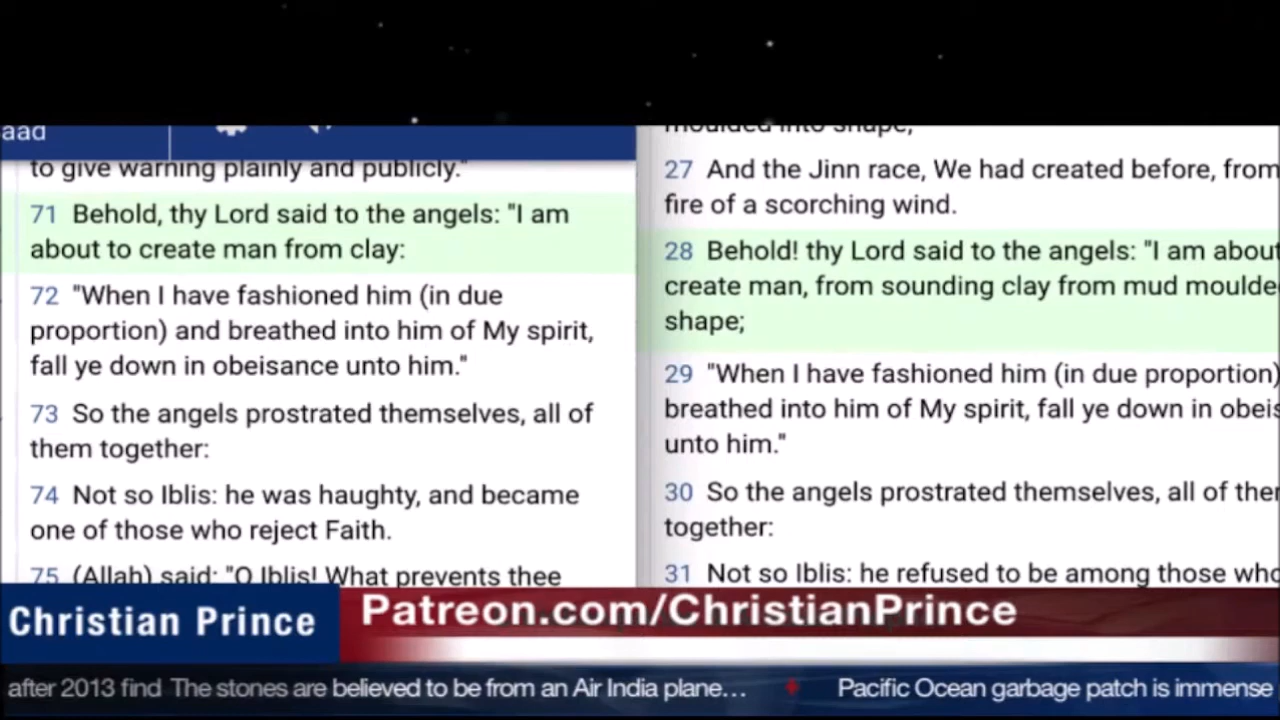 aad
to give warning plainly and publicly."
71 Behold, thy Lord said to the angels: "I am
about to create man from clay:
72 "When I have fashioned him (in due
proportion) and breathed into him of My spirit,
fall ye down in obeisance unto him."
73 So the angels prostrated themselves, all of
them together:
74 Not so Iblis: he was haughty, and became
one of those who reject Faith.
75 (Allah) said: "O Iblis! What prevents thee
moulded into shape;
27 And the Jinn race, We had created before, from
fire of a scorching wind.
28 Behold! thy Lord said to the angels: "I am about
create man, from sounding clay from mud moulde
shape;
29 "When I have fashioned him (in due proportion)
breathed into him of My spirit, fall ye down in obeis
unto him."
30 So the angels prostrated themselves, all of ther
together:
31 Not so Iblis: he refused to be among those who
Christian Prince
Patreon.com/ChristianPrince
after 2013 find The stones are believed to be from an Air India plane... Pacific Ocean garbage patch is immense